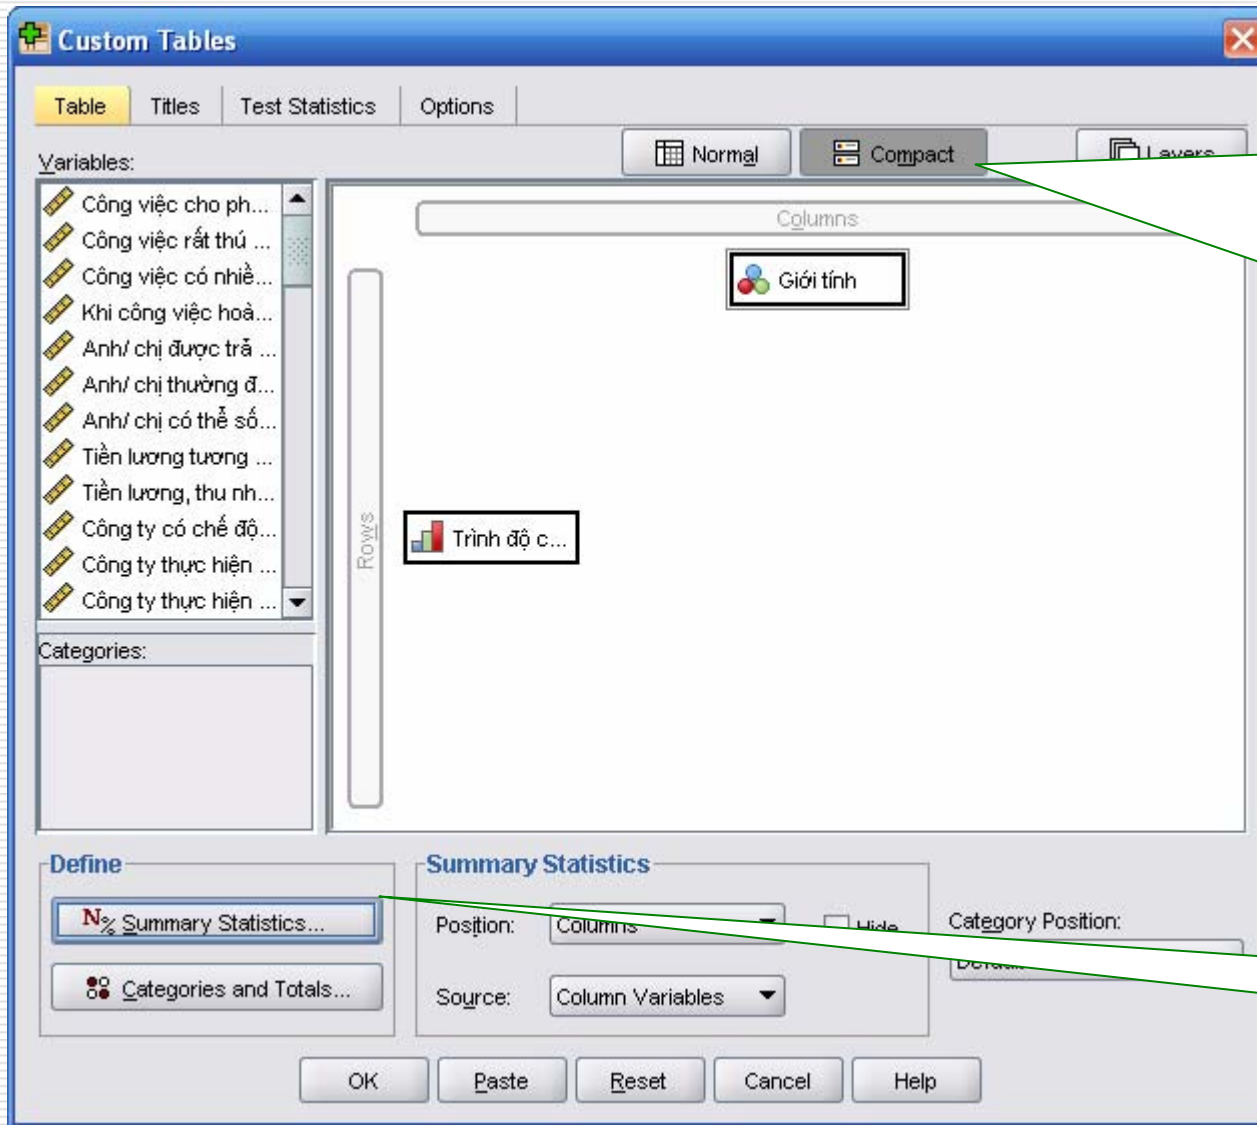 Custom Tables
Table Titles Test Statistics Options
Normal Compact Layers
Variables:
Công việc cho ph...
Công việc rất thú ...
Công việc có nhiề...
Khi công việc hoà...
Anh/ chị được trả ...
Anh/ chị thường đ...
Anh/ chị có thể số...
Tiền lương tương ...
Tiền lương, thu nh...
Công ty có chế độ...
Công ty thực hiện ...
Công ty thực hiện ...
Columns
Giới tính
Rows
Trình độ c...
Categories:
Define
N% Summary Statistics...
Categories and Totals...
Summary Statistics
Position: Columns Hide
Source: Column Variables
Category Position:
Default
OK Paste Reset Cancel Help